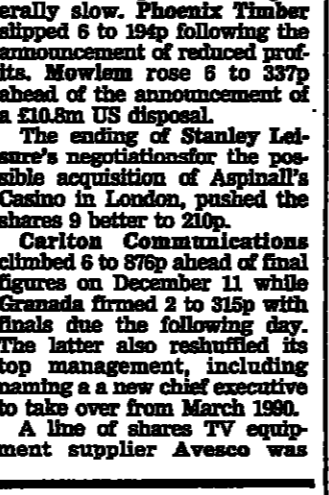 erally slow. Phoenix Timber
slipped 6 to 194p following the
announcement of reduced prof-
its. Mowlem rose 6 to 337p
ahead of the announcement of
a £10.8m US disposal.
The ending of Stanley Lei-
sure's negotiationsfor the pos-
sible acquisition of Aspinall's
Casino in London, pushed the
shares 9 better to 210p.
Carlton Communications
climbed 6 to 876p ahead of final
figures on December 11 while
Granada firmed 2 to 315p with
finals due the following day.
The latter also reshuffled its
top management, including
naming a a new chief executive
to take over from March 1990.
A line of shares TV equip-
ment supplier Avesco was